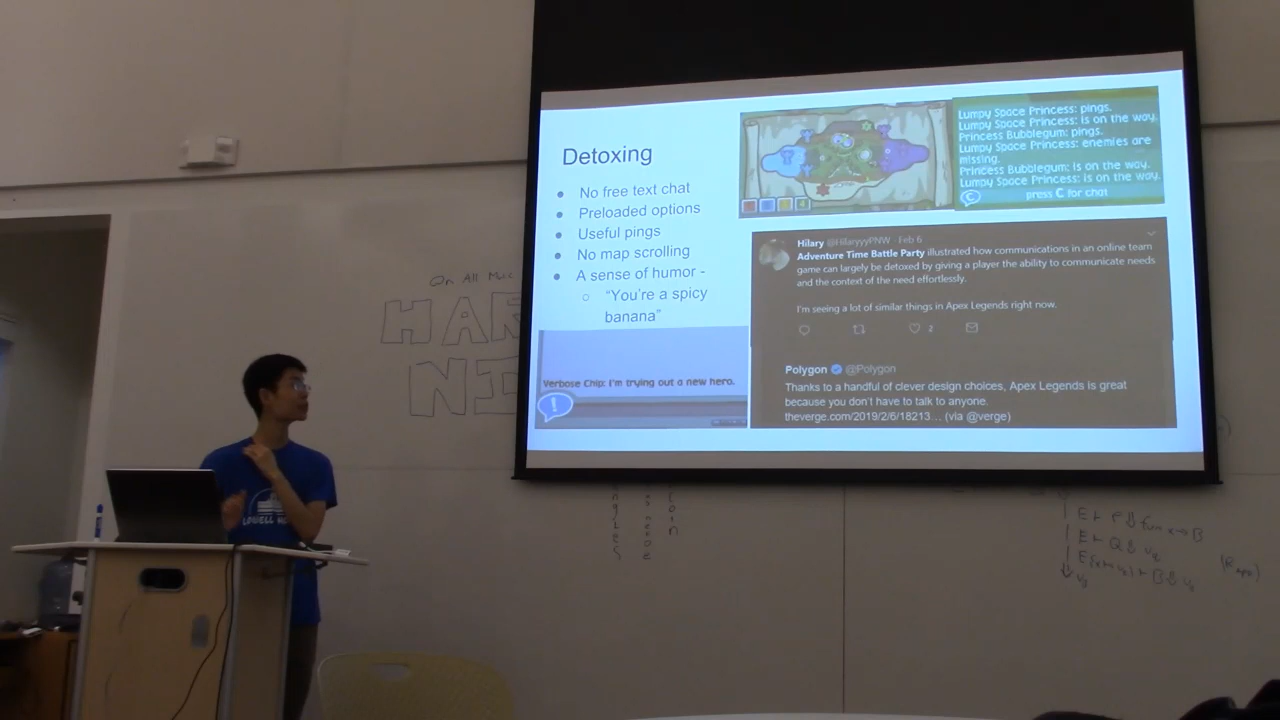 Detoxing
● No free text chat
● Preloaded options
● Useful pings
● No map scrolling
● A sense of humor -
○ “You’re a spicy
banana”
Verbose Chip: I'm trying out a new hero.
!
4
Lumpy Space Princess: pings.
Lumpy Space Princess: is on the way.
Princess Bubblegum: pings.
Lumpy Space Princess: enemies are
missing.
Princess Bubblegum: is on the way.
Lumpy Space Princess: is on the way.
C press C for chat
Hilary @HilaryyyPNW · Feb 6
Adventure Time Battle Party illustrated how communications in an online team
game can largely be detoxed by giving a player the ability to communicate needs
and the context of the need effortlessly.
I'm seeing a lot of similar things in Apex Legends right now.
2
Polygon @Polygon
Thanks to a handful of clever design choices, Apex Legends is great
because you don't have to talk to anyone.
theverge.com/2019/2/6/18213… (via @verge)
On All Music
HAR
NI
LOWELL